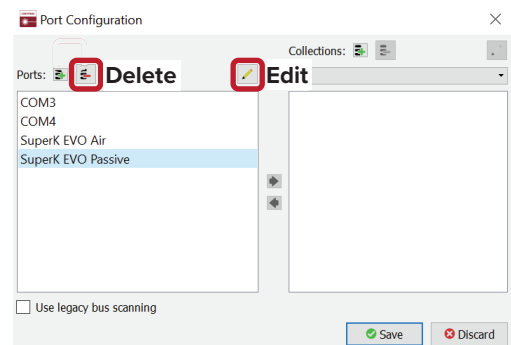 Port Configuration
Collections:
Ports: Delete Edit
COM3
COM4
SuperK EVO Air
SuperK EVO Passive
Use legacy bus scanning
Save Discard